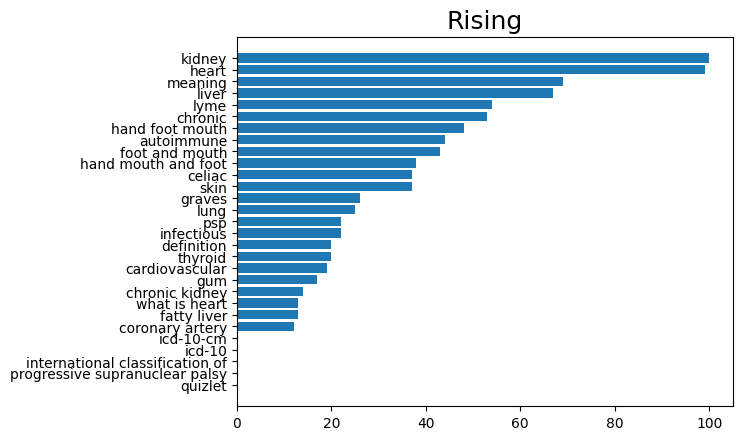 Rising
kidney
heart
meaning
liver
lyme
chronic
hand foot mouth
autoimmune
foot and mouth
hand mouth and foot
celiac
skin
graves
lung
psp
infectious
definition
thyroid
cardiovascular
gum
chronic kidney
what is heart
fatty liver
coronary artery
icd-10-cm
icd-10
international classification of
progressive supranuclear palsy
quizlet
0 20 40 60 80 100